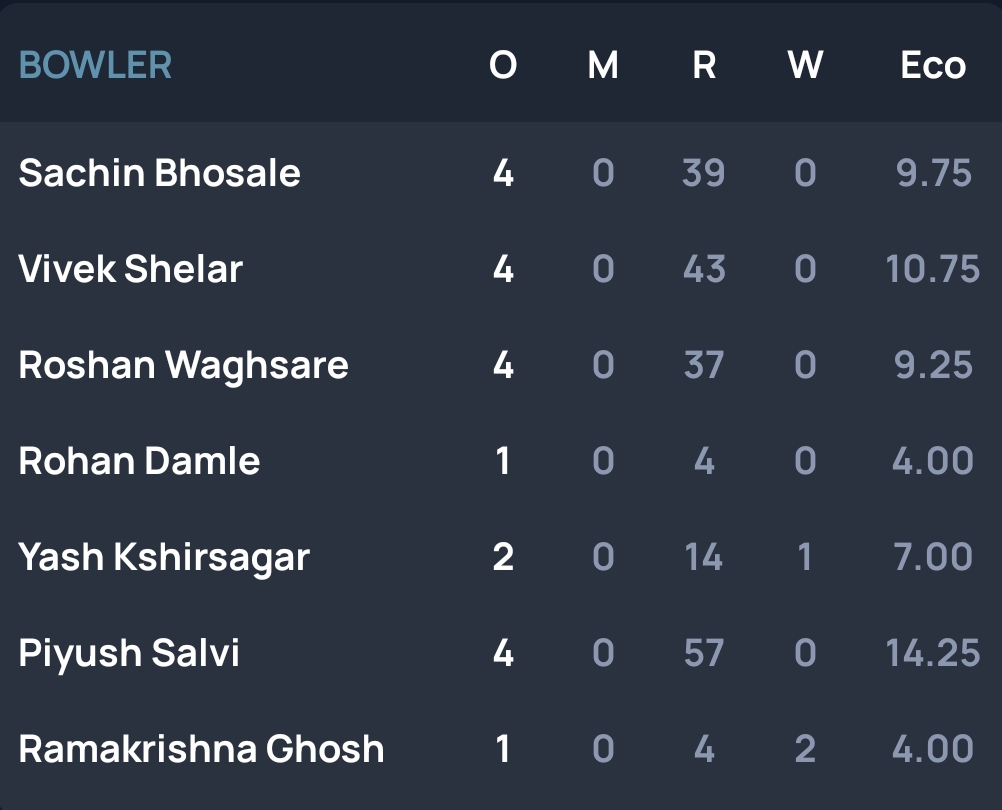 BOWLER O M R W Eco
Sachin Bhosale 4 0 39 0 9.75
Vivek Shelar 4 0 43 0 10.75
Roshan Waghsare 4 0 37 0 9.25
Rohan Damle 1 0 4 0 4.00
Yash Kshirsagar 2 0 14 1 7.00
Piyush Salvi 4 0 57 0 14.25
Ramakrishna Ghosh 1 0 4 2 4.00